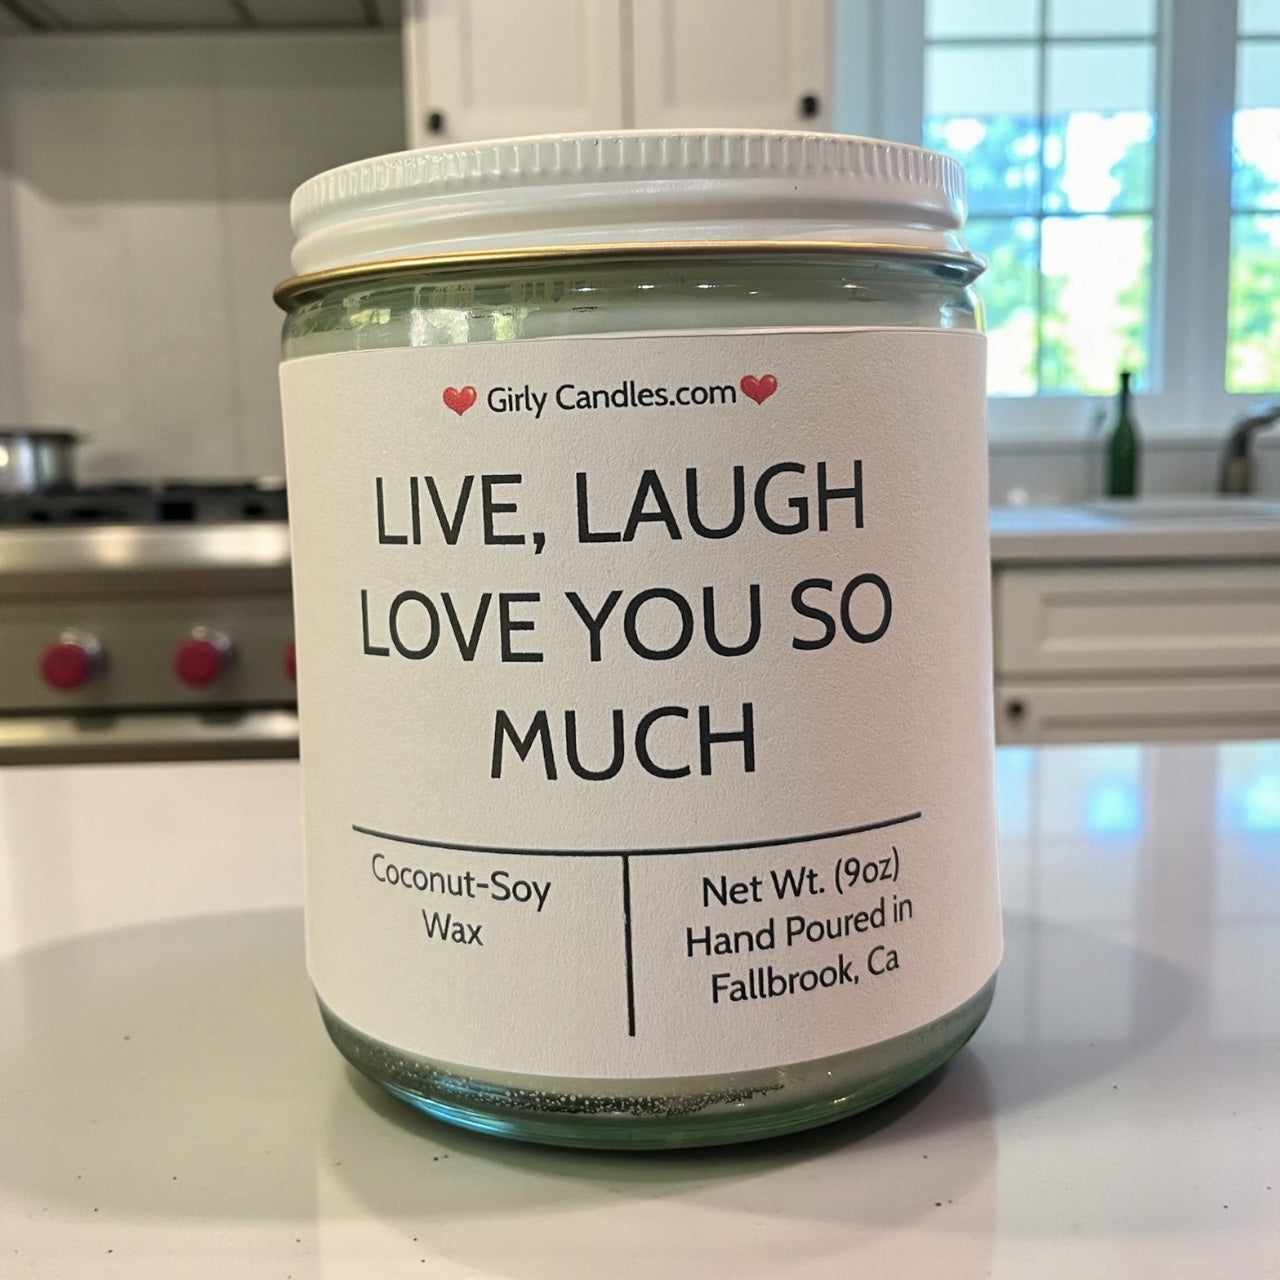 ❤️ Girly Candles.com ❤️
LIVE, LAUGH
LOVE YOU SO
MUCH
Coconut-Soy
Wax
Net Wt. (9oz)
Hand Poured in
Fallbrook, Ca